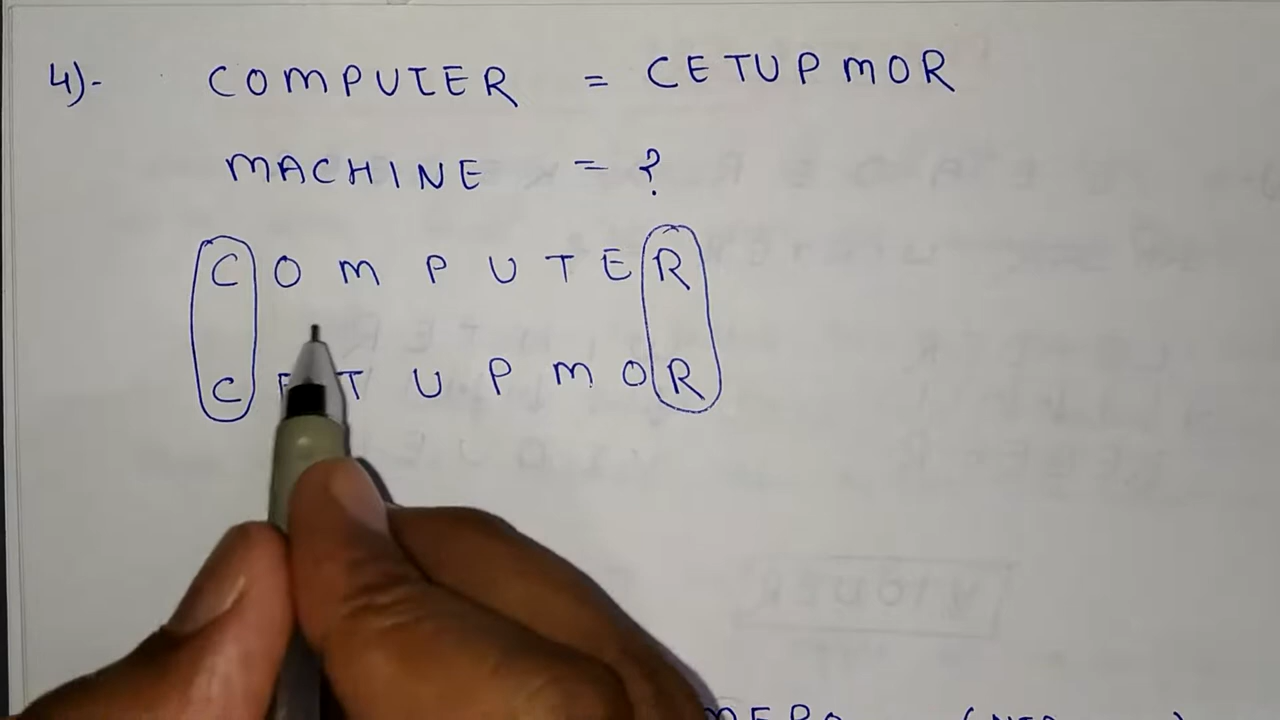 4)- COMPUTER = CETUPMOR
MACHINE = ?
C O M P U T E R
C E T U P M O R